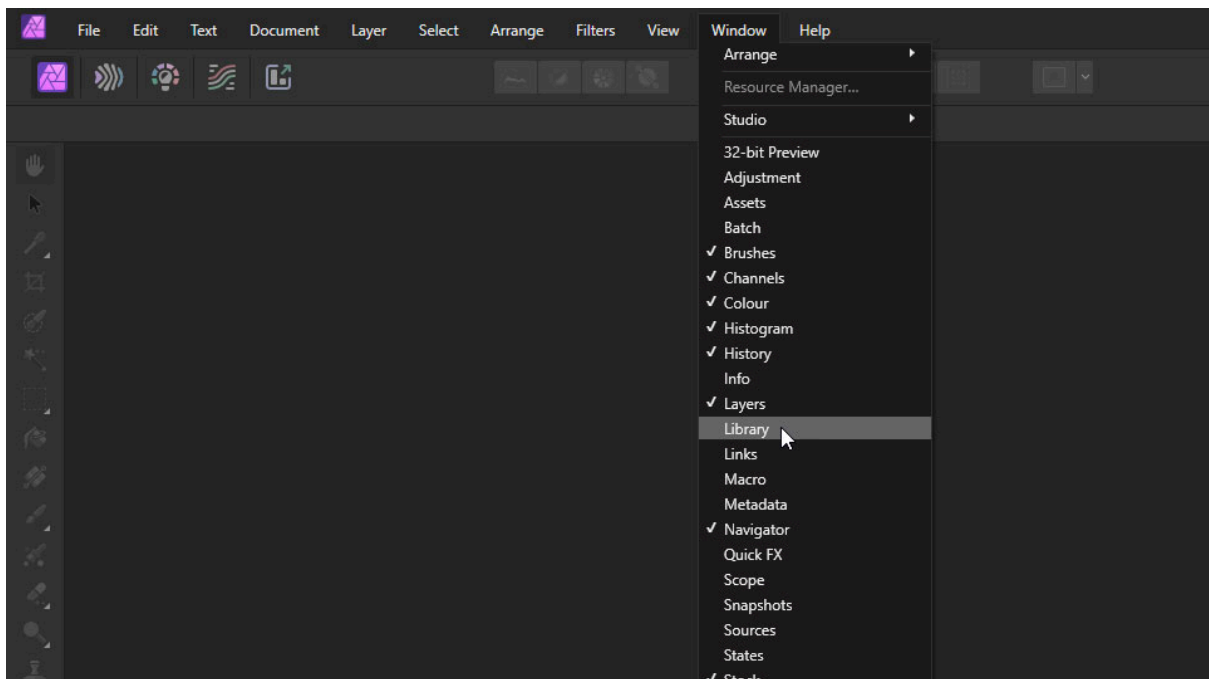 File Edit Text Document Layer Select Arrange Filters View Window Help
Arrange
Resource Manager...
Studio
32-bit Preview
Adjustment
Assets
Batch
Brushes
Channels
Colour
Histogram
History
Info
Layers
Library
Links
Macro
Metadata
Navigator
Quick FX
Scope
Snapshots
Sources
States